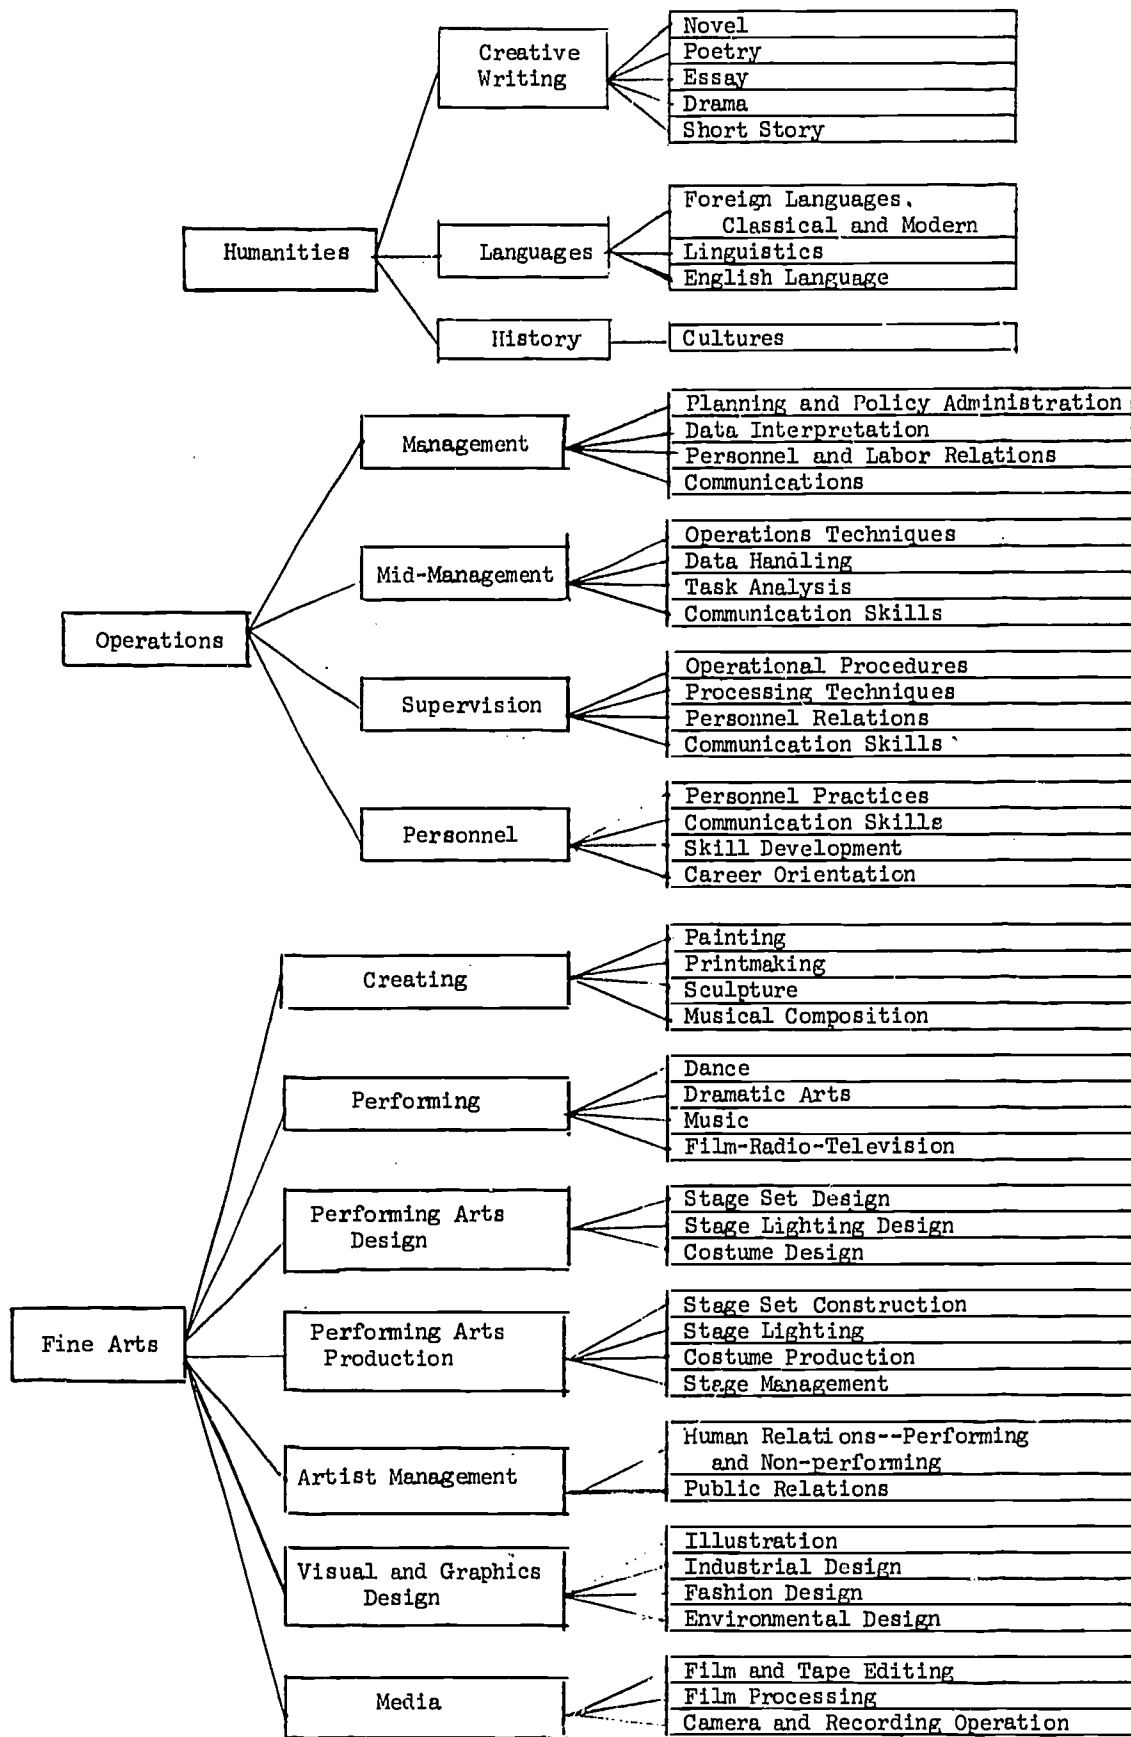 Humanities
Creative
Writing
Novel
Poetry
Essay
Drama
Short Story
Languages
Foreign Languages,
Classical and Modern
Linguistics
English Language
History
Cultures
Operations
Management
Planning and Policy Administration
Data Interpretation
Personnel and Labor Relations
Communications
Mid-Management
Operations Techniques
Data Handling
Task Analysis
Communication Skills
Supervision
Operational Procedures
Processing Techniques
Personnel Relations
Communication Skills
Personnel
Personnel Practices
Communication Skills
Skill Development
Career Orientation
Fine Arts
Creating
Painting
Printmaking
Sculpture
Musical Composition
Performing
Dance
Dramatic Arts
Music
Film-Radio-Television
Performing Arts
Design
Stage Set Design
Stage Lighting Design
Costume Design
Performing Arts
Production
Stage Set Construction
Stage Lighting
Costume Production
Stage Management
Artist Management
Human Relations--Performing
and Non-performing
Public Relations
Visual and Graphics
Design
Illustration
Industrial Design
Fashion Design
Environmental Design
Media
Film and Tape Editing
Film Processing
Camera and Recording Operation